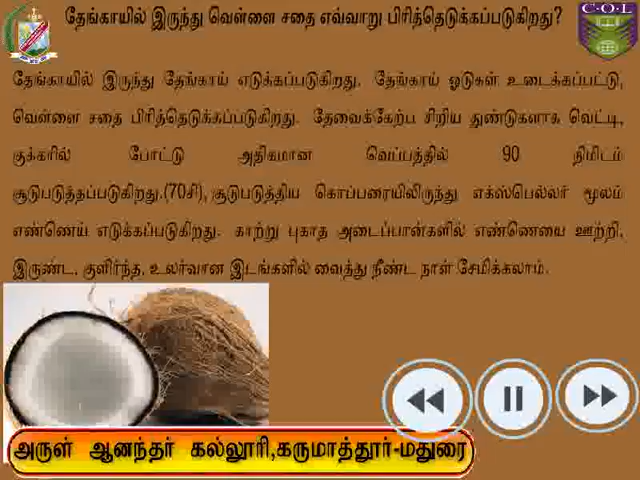 தேங்காயில் இருந்து வெள்ளை சதை எவ்வாறு பிரித்தெடுக்கப்படுகிறது?
C.O.L
தேங்காயில் இருந்து தேங்காய் எடுக்கப்படுகிறது. தேங்காய் ஓடுகள் உடைக்கப்பட்டு,
வெள்ளை சதை பிரித்தெடுக்கப்படுகிறது. தேவைக்கேற்ப சிறிய துண்டுகளாக வெட்டி,
குக்கரில் போட்டு அதிகமான வெப்பத்தில் 90 நிமிடம்
சூடுபடுத்தப்படுகிறது.(70சி), சூடுபடுத்திய கொப்பரையிலிருந்து எக்ஸ்பெல்லர் மூலம்
எண்ணெய் எடுக்கப்படுகிறது. காற்று புகாத அடைப்பான்களில் எண்ணெயை ஊற்றி,
இருண்ட, குளிர்ந்த, உலர்வான இடங்களில் வைத்து நீண்ட நாள் சேமிக்கலாம்.
அருள் ஆனந்தர் கல்லூரி,கருமாத்தூர்-மதுரை